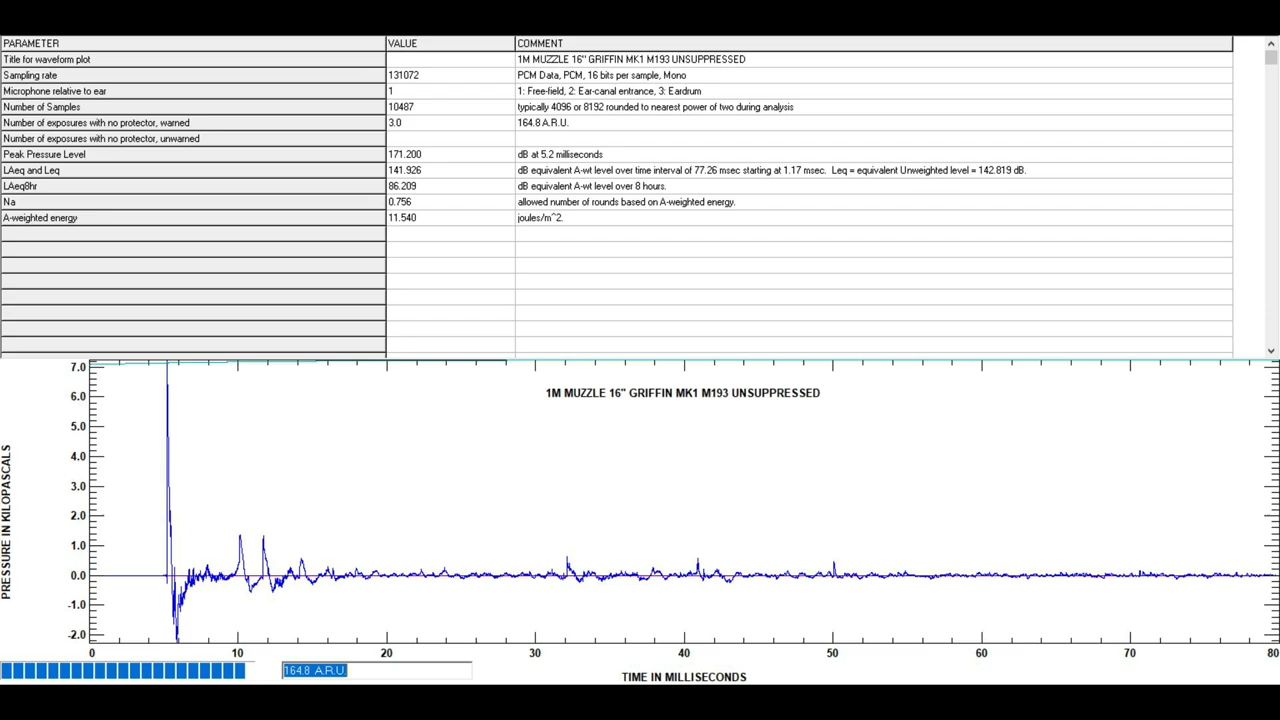 PARAMETER VALUE COMMENT
Title for waveform plot 1M MUZZLE 16" GRIFFIN MK1 M193 UNSUPPRESSED
Sampling rate 131072 PCM Data, PCM, 16 bits per sample, Mono
Microphone relative to ear 1 1: Free-field, 2: Ear-canal entrance, 3: Eardrum
Number of Samples 10487 typically 4096 or 8192 rounded to nearest power of two during analysis
Number of exposures with no protector, warned 3.0 164.8 A.R.U.
Number of exposures with no protector, unwarned
Peak Pressure Level 171.200 dB at 5.2 milliseconds
LAeq and Leq 141.926 dB equivalent A-wt level over time interval of 77.26 msec starting at 1.17 msec. Leq = equivalent Unweighted level = 142.819 dB.
LAeq8hr 86.209 dB equivalent A-wt level over 8 hours.
Na 0.756 allowed number of rounds based on A-weighted energy.
A-weighted energy 11.540 joules/m^2.
7.0
1M MUZZLE 16" GRIFFIN MK1 M193 UNSUPPRESSED
6.0
5.0
4.0
3.0
2.0
1.0
0.0
-1.0
-2.0
PRESSURE IN KILOPASCALS
0 10 20 30 40 50 60 70 80
164.8 A.R.U.
TIME IN MILLISECONDS